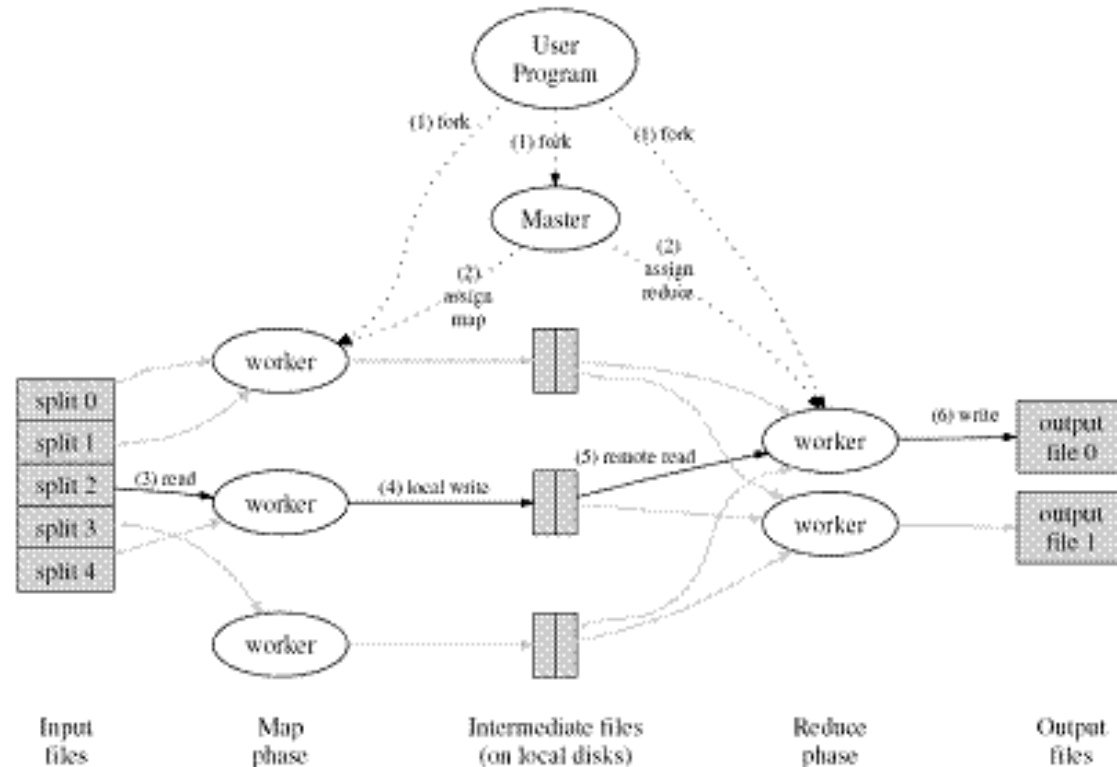 User
Program
(1) fork
(1) fork
(1) fork
Master
(2)
assign
map
(2)
assign
reduce
worker
split 0
split 1
split 2
split 3
split 4
(3) read
worker
(4) local write
(5) remote read
worker
(6) write
output
file 0
worker
output
file 1
worker
Input
files
Map
phase
Intermediate files
(on local disks)
Reduce
phase
Output
files